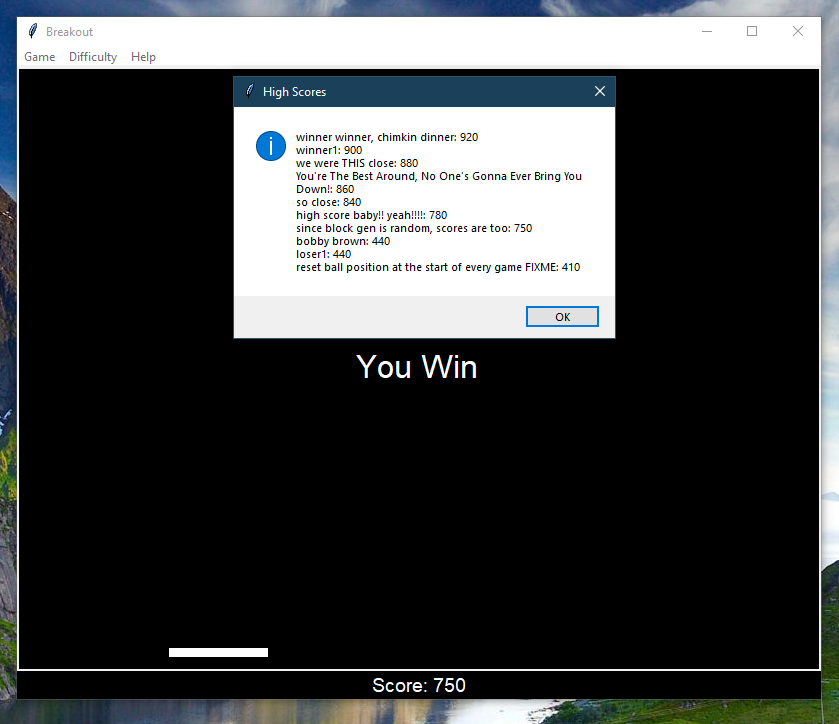 Breakout
Game Difficulty Help
High Scores
winner winner, chimkin dinner: 920
winner1: 900
we were THIS close: 880
You're The Best Around, No One's Gonna Ever Bring You
Down!: 860
so close: 840
high score baby!! yeah!!!!: 780
since block gen is random, scores are too: 750
bobby brown: 440
loser1: 440
reset ball position at the start of every game FIXME: 410
OK
You Win
Score: 750